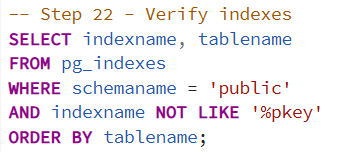 -- Step 22 - Verify indexes
SELECT indexname, tablename
FROM pg_indexes
WHERE schemaname = 'public'
AND indexname NOT LIKE '%pkey'
ORDER BY tablename;